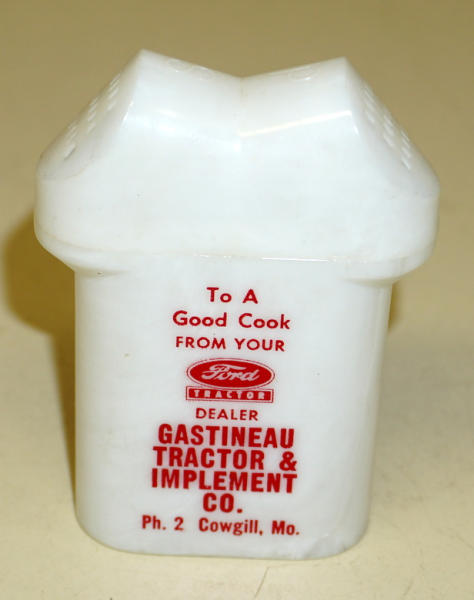 To A
Good Cook
FROM YOUR
Ford
TRACTOR
DEALER
GASTINEAU
TRACTOR &
IMPLEMENT
CO.
Ph. 2 Cowgill, Mo.